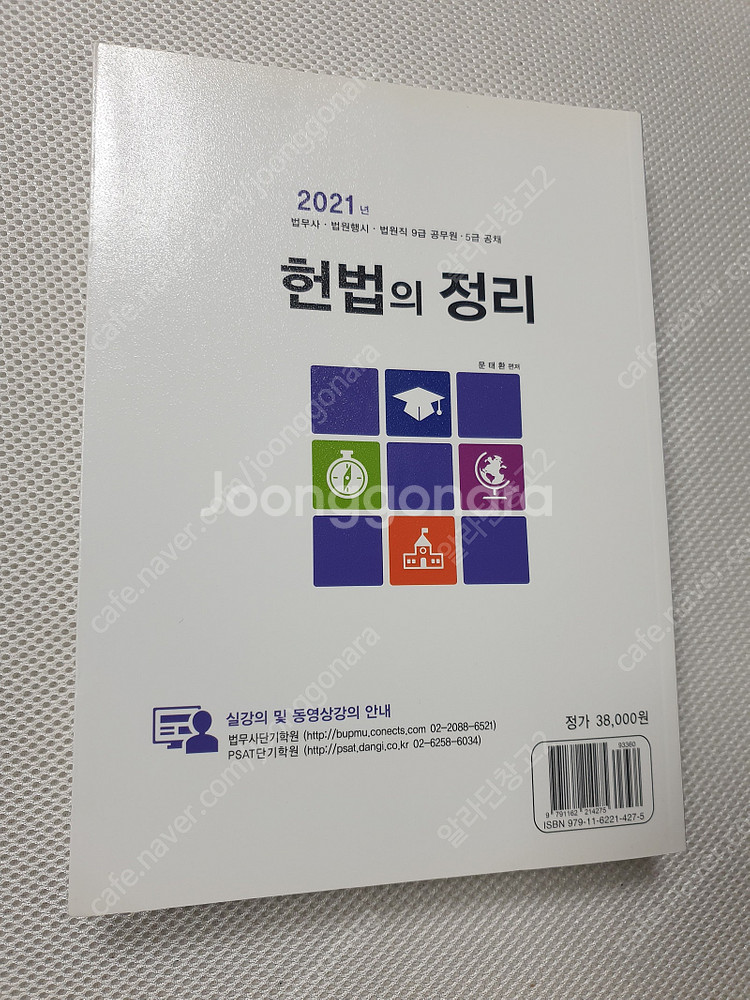 2021년
법무사 · 법원행시 · 법원직 9급 공무원 · 5급 공채
헌법의 정리
문 태 환 편저
Joonggonara
실강의 및 동영상강의 안내
법무사단기학원 (http://bupmu,conects,com 02-2088-6521)
PSAT단기학원 (http://psat,dangi,co,kr 02-6258-6034)
정가 38,000원
93360
9 791162 214275
ISBN 979-11-6221-427-5
cafe.naver.com/joonggonara
알라딘창고2